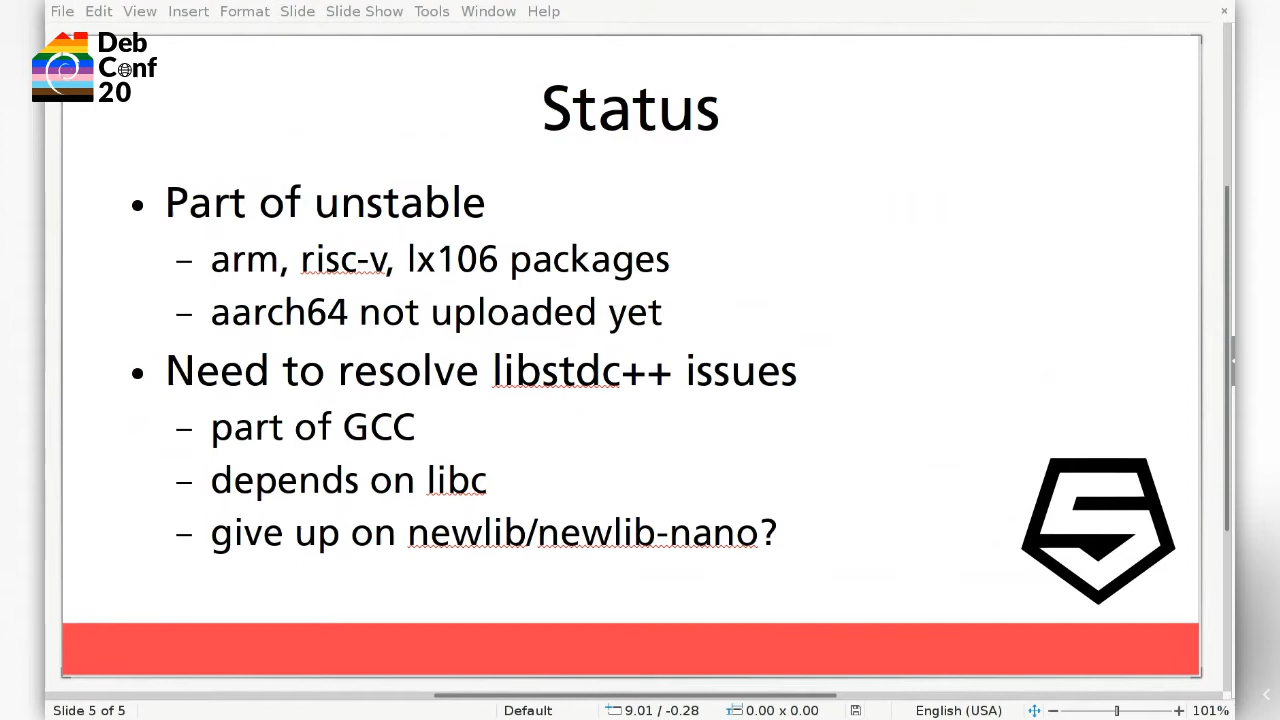 File Edit View Insert Format Slide Slide Show Tools Window Help ×
Deb
Conf
20
Status
• Part of unstable
– arm, risc-v, lx106 packages
– aarch64 not uploaded yet
• Need to resolve libstdc++ issues
– part of GCC
– depends on libc
– give up on newlib/newlib-nano?
Slide 5 of 5 Default 9.01 / -0.28 0.00 x 0.00 English (USA) 101%